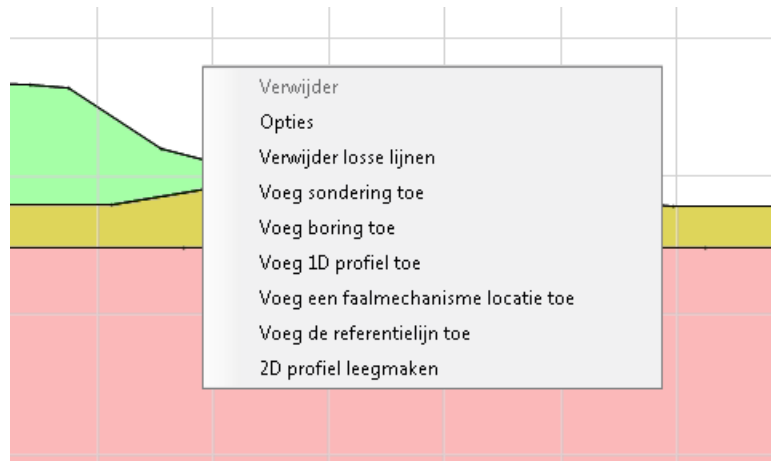 Verwijder
Opties
Verwijder losse lijnen
Voeg sondering toe
Voeg boring toe
Voeg 1D profiel toe
Voeg een faalmechanisme locatie toe
Voeg de referentielijn toe
2D profiel leegmaken